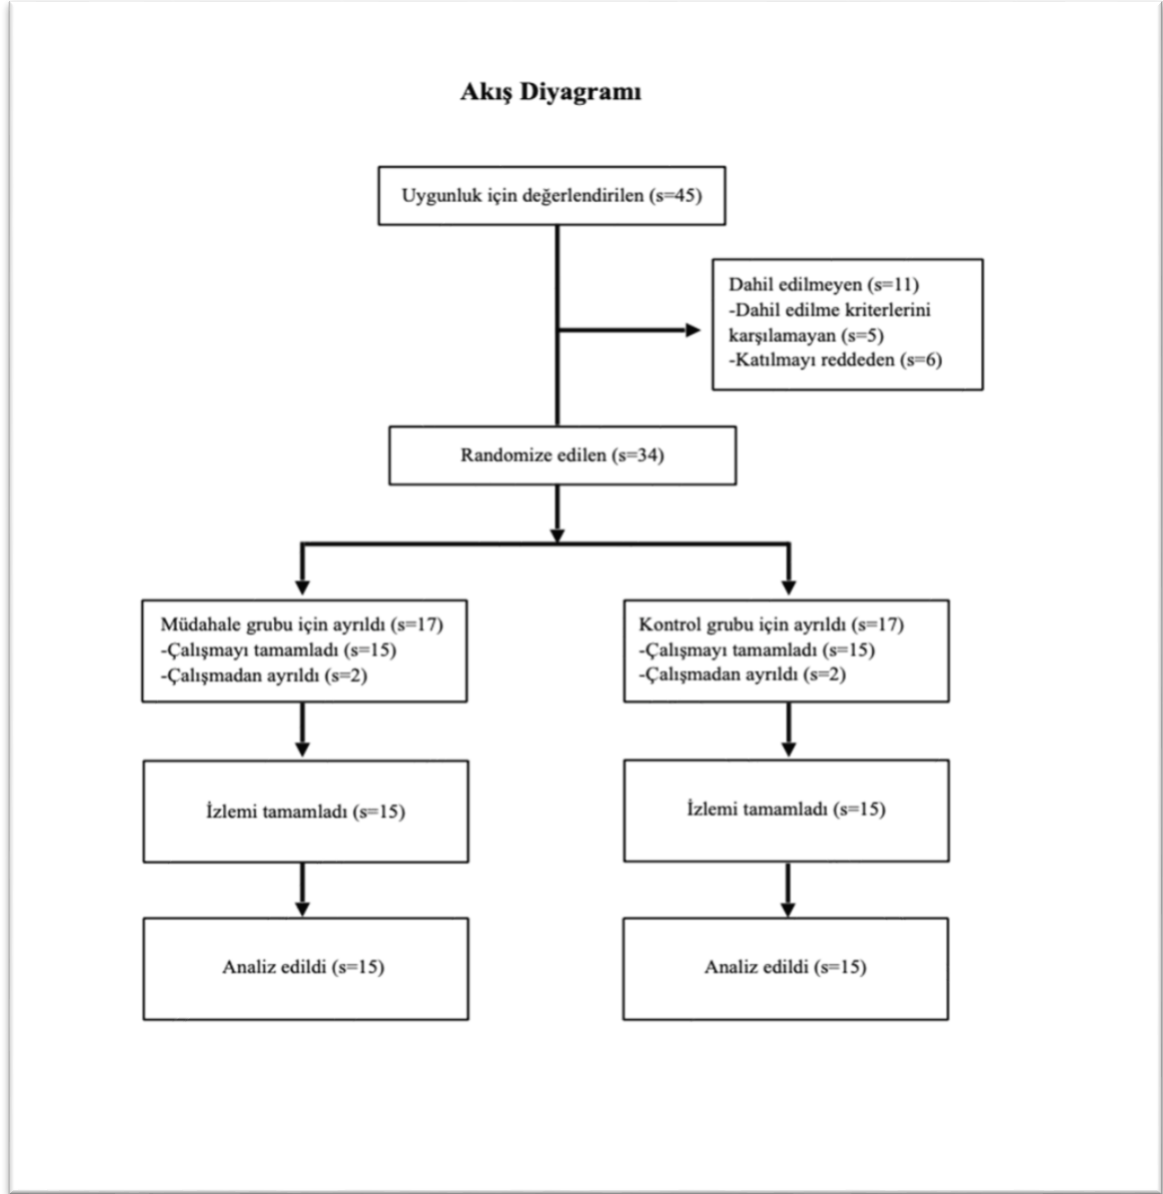 Akış Diyagramı
Uygunluk için değerlendirilen (s=45)
Dahil edilmeyen (s=11)
-Dahil edilme kriterlerini
karşılamayan (s=5)
-Katılmayı reddeden (s=6)
Randomize edilen (s=34)
Müdahale grubu için ayrıldı (s=17)
-Çalışmayı tamamladı (s=15)
-Çalışmadan ayrıldı (s=2)
Kontrol grubu için ayrıldı (s=17)
-Çalışmayı tamamladı (s=15)
-Çalışmadan ayrıldı (s=2)
İzlemi tamamladı (s=15)
İzlemi tamamladı (s=15)
Analiz edildi (s=15)
Analiz edildi (s=15)